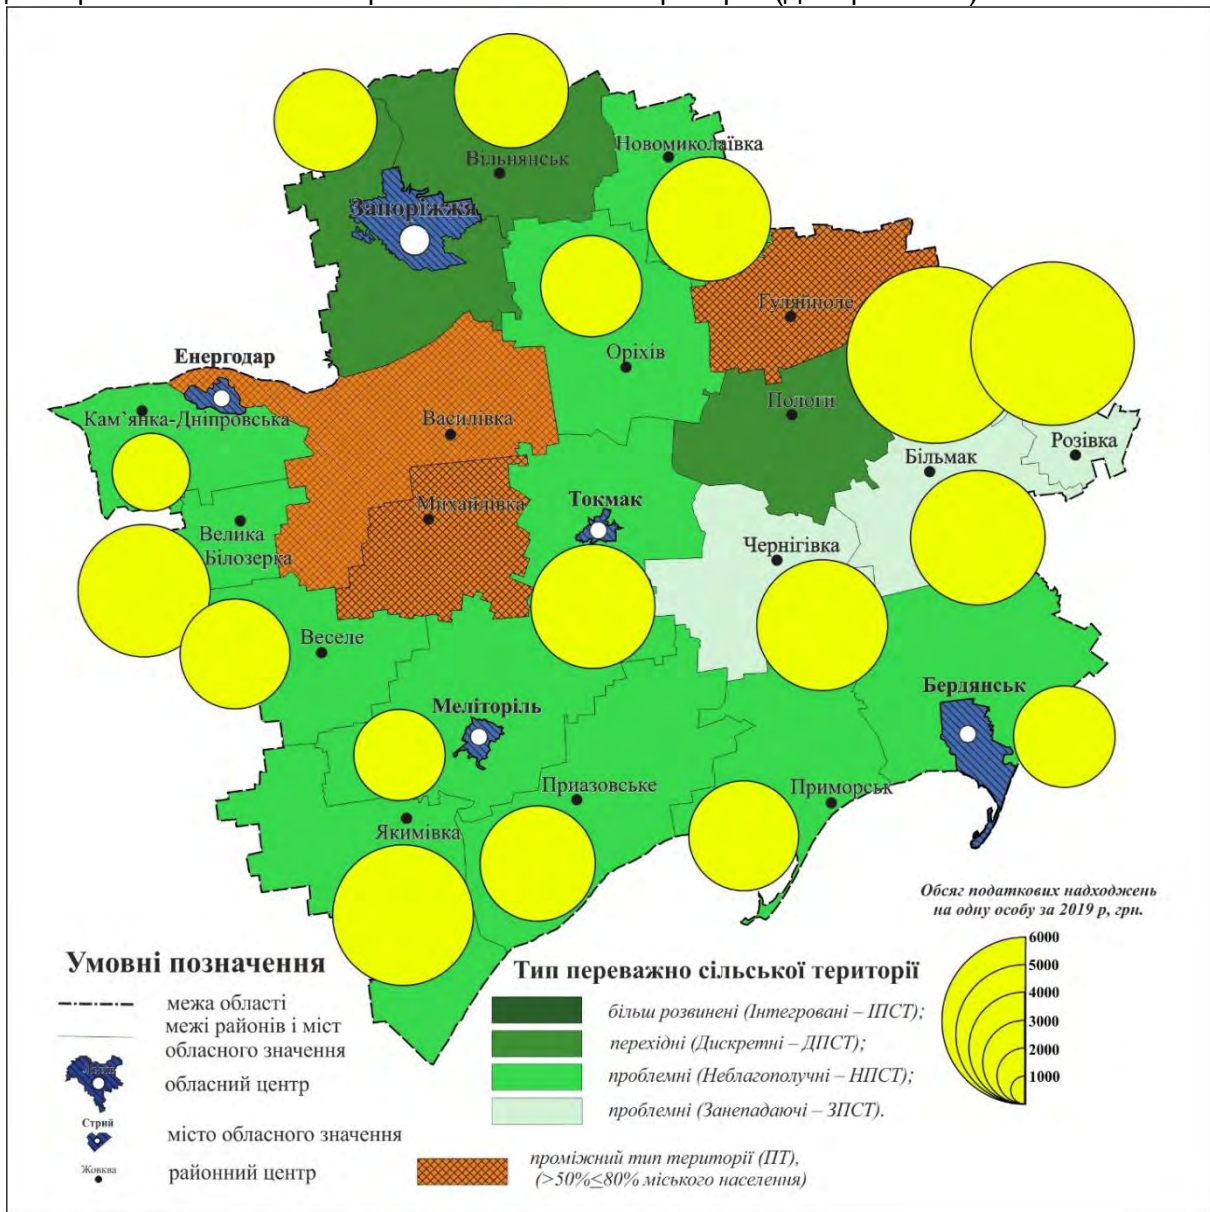 Новомиколаївка
Вільнянськ
Запоріжжя
Гуляйполе
Оріхів
Енергодар
Кам’янка-Дніпровська
Василівка
Пологи
Розівка
Більмак
Михайлівка
Токмак
Велика
Білозерка
Чернігівка
Веселе
Бердянськ
Меліторіль
Приазовське
Приморськ
Якимівка
Обсяг податкових надходжень
на одну особу за 2019 р, грн.
6000
5000
4000
3000
2000
1000
Умовні позначення
межа області
межі районів і міст
обласного значення
обласний центр
Стрий
місто обласного значення
Жовква
районний центр
Тип переважно сільської території
більш розвинені (Інтегровані – ІПСТ);
перехідні (Дискретні – ДПСТ);
проблемні (Неблагополучні – НПСТ);
проблемні (Занепадаючі – ЗПСТ).
проміжний тип території (ПТ),
(>50%≤80% міського населення)